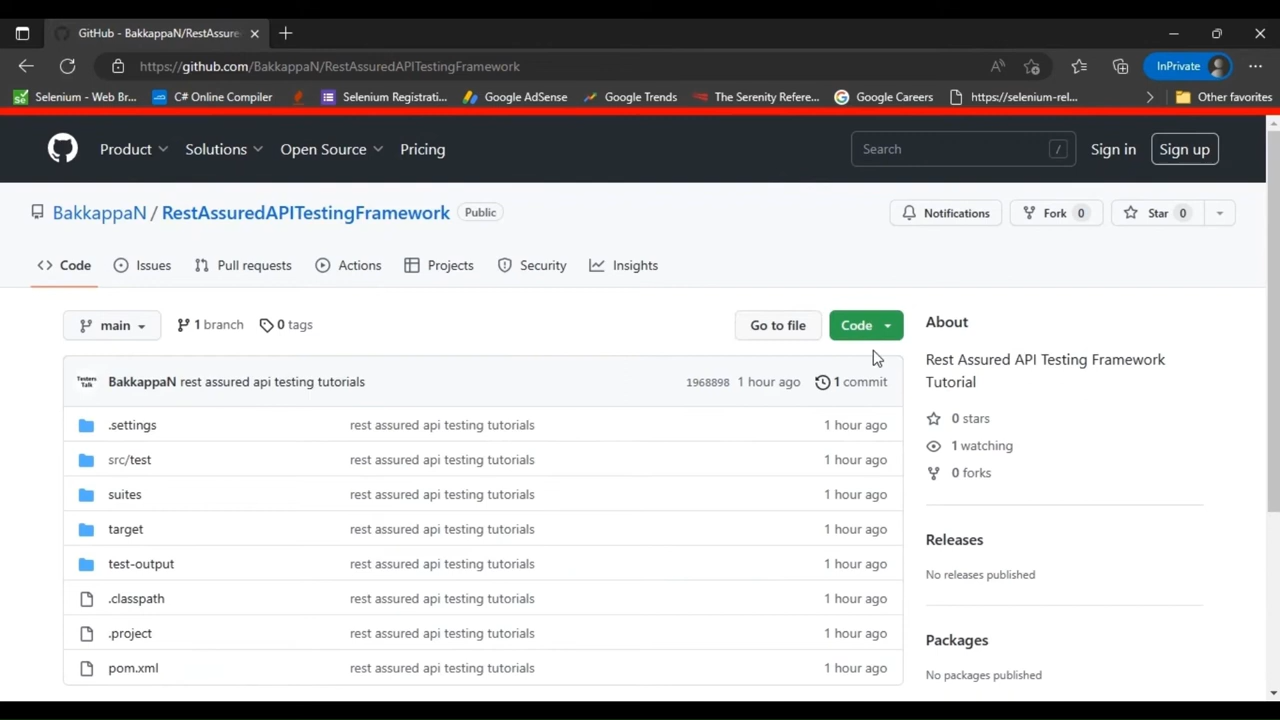 GitHub - BakkappaN/RestAssure
https://github.com/BakkappaN/RestAssuredAPITestingFramework
InPrivate
Selenium - Web Br...
C# Online Compiler
Selenium Registrati...
Google AdSense
Google Trends
The Serenity Refere...
Google Careers
https://selenium-rel...
Other favorites
Product
Solutions
Open Source
Pricing
Search /
Sign in
Sign up
BakkappaN / RestAssuredAPITestingFramework Public
Notifications
Fork 0
Star 0
Code
Issues
Pull requests
Actions
Projects
Security
Insights
main
1 branch
0 tags
Go to file
Code
BakkappaN rest assured api testing tutorials 1968898 1 hour ago 1 commit
.settings rest assured api testing tutorials 1 hour ago
src/test rest assured api testing tutorials 1 hour ago
suites rest assured api testing tutorials 1 hour ago
target rest assured api testing tutorials 1 hour ago
test-output rest assured api testing tutorials 1 hour ago
.classpath rest assured api testing tutorials 1 hour ago
.project rest assured api testing tutorials 1 hour ago
pom.xml rest assured api testing tutorials 1 hour ago
About
Rest Assured API Testing Framework
Tutorial
0 stars
1 watching
0 forks
Releases
No releases published
Packages
No packages published